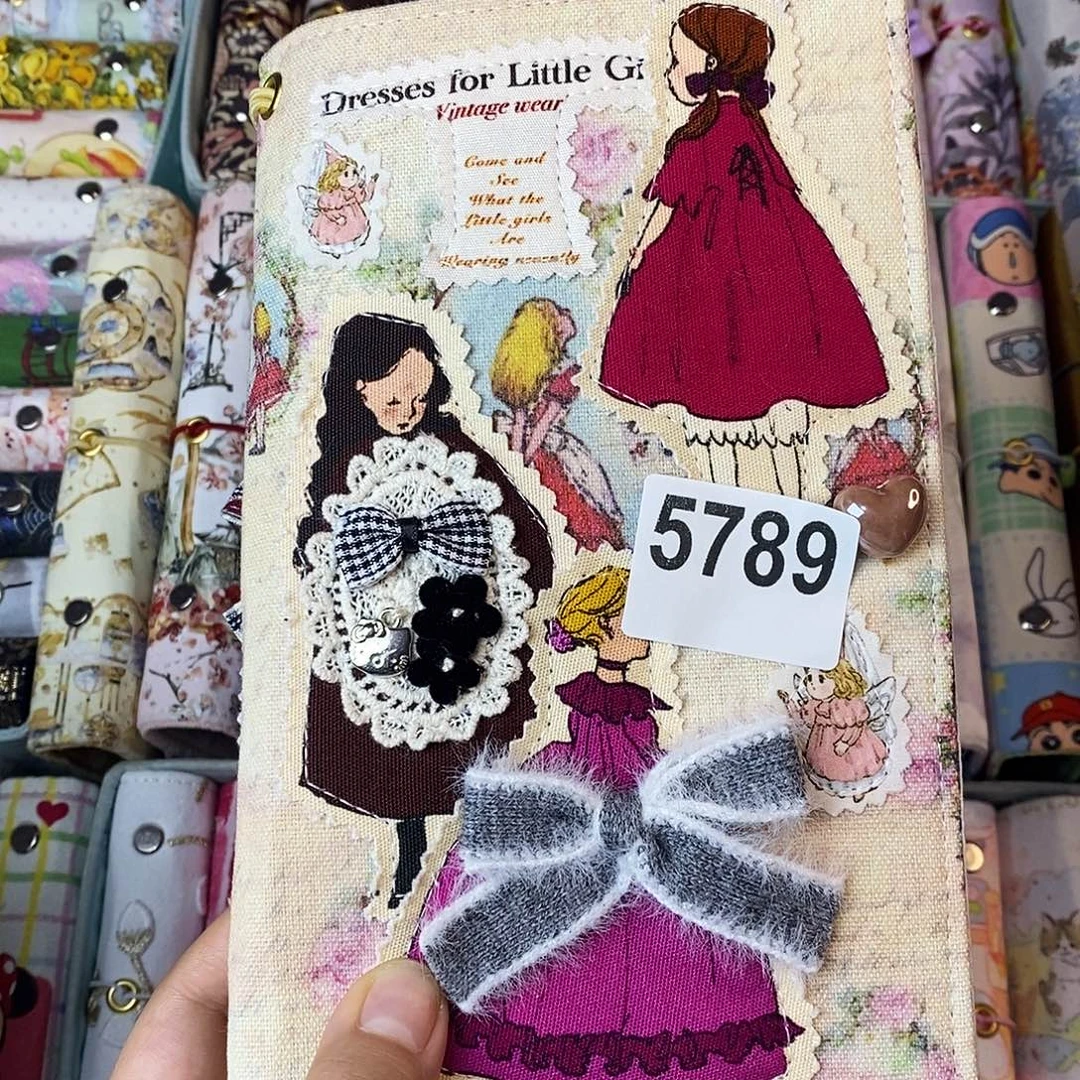 Dresses for Little Gi
Vintage wear
Come and
See
What the
Little girls
Are
Wearing recently
5789